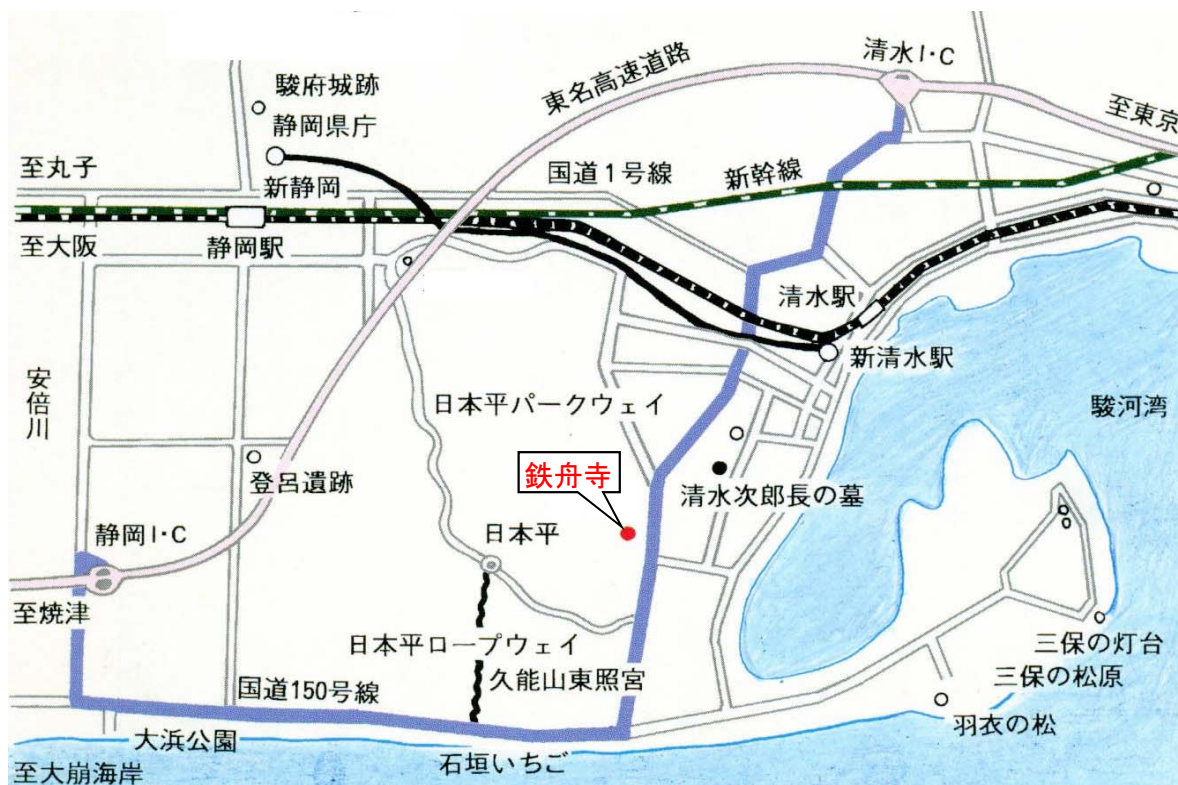 清水I・C
東名高速道路
至東京
駿府城跡
静岡県庁
至丸子
新静岡
国道1号線
新幹線
至大阪
静岡駅
清水駅
新清水駅
安倍川
日本平パークウェイ
駿河湾
登呂遺跡
鉄舟寺
清水次郎長の墓
静岡I・C
日本平
至焼津
日本平ロープウェイ
三保の灯台
三保の松原
国道150号線
久能山東照宮
羽衣の松
大浜公園
石垣いちご
至大崩海岸